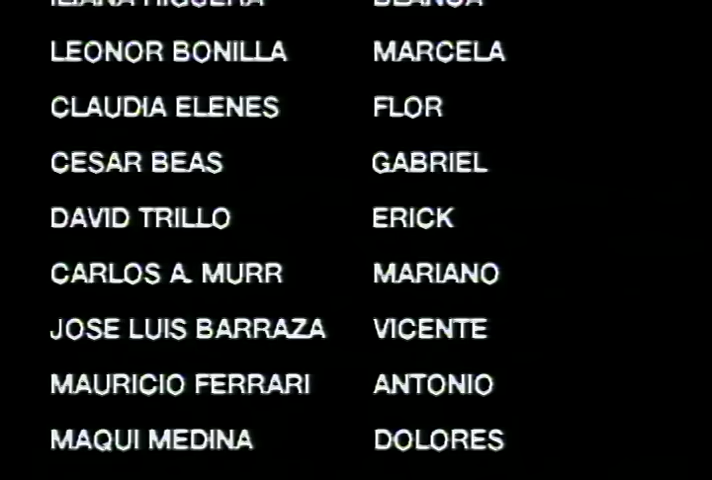 LEONOR BONILLA MARCELA
CLAUDIA ELENES FLOR
CESAR BEAS GABRIEL
DAVID TRILLO ERICK
CARLOS A. MURR MARIANO
JOSE LUIS BARRAZA VICENTE
MAURICIO FERRARI ANTONIO
MAQUI MEDINA DOLORES